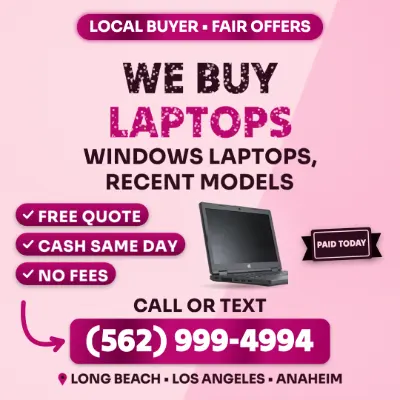 LOCAL BUYER • FAIR OFFERS
WE BUY
LAPTOPS
WINDOWS LAPTOPS,
RECENT MODELS
FREE QUOTE
CASH SAME DAY
NO FEES
PAID TODAY
CALL OR TEXT
(562) 999-4994
LONG BEACH • LOS ANGELES • ANAHEIM